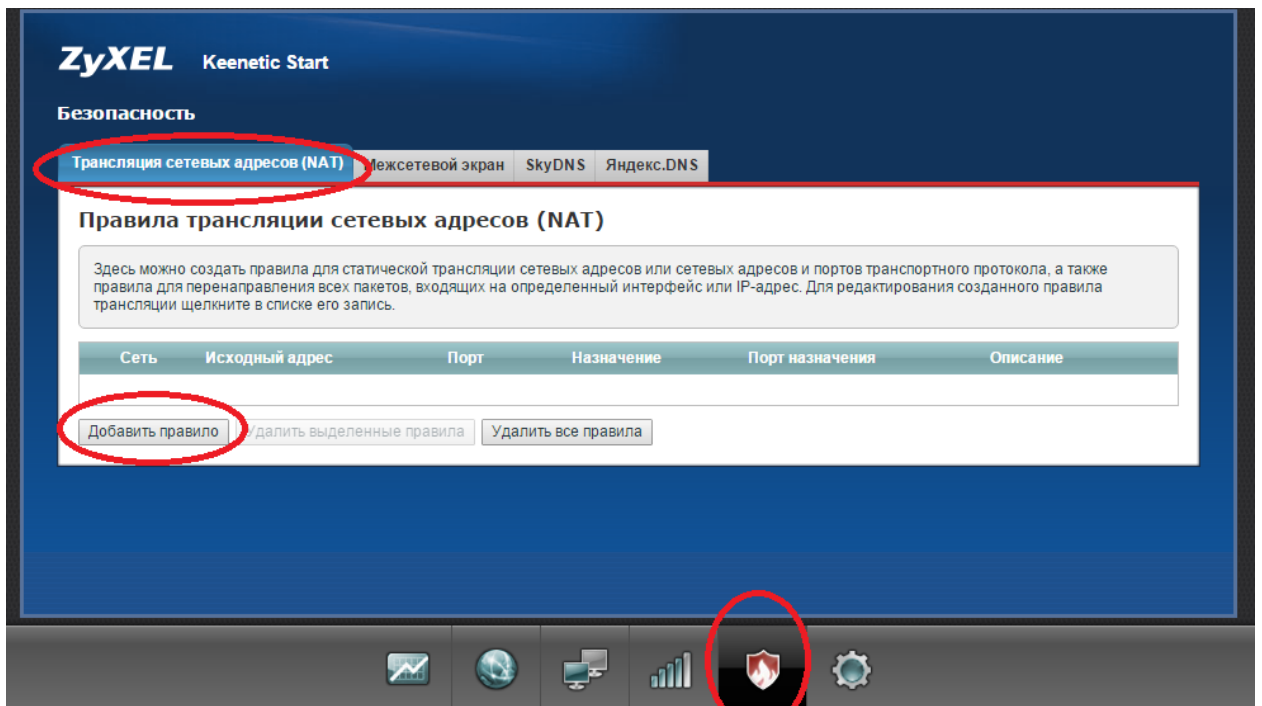 ZyXEL Keenetic Start
Безопасность
Трансляция сетевых адресов (NAT) Межсетевой экран SkyDNS Яндекс.DNS
Правила трансляции сетевых адресов (NAT)
Здесь можно создать правила для статической трансляции сетевых адресов или сетевых адресов и портов транспортного протокола, а также
правила для перенаправления всех пакетов, входящих на определенный интерфейс или IP-адрес. Для редактирования созданного правила
трансляции щелкните в списке его запись.
Сеть Исходный адрес Порт Назначение Порт назначения Описание
Добавить правило Удалить выделенные правила Удалить все правила